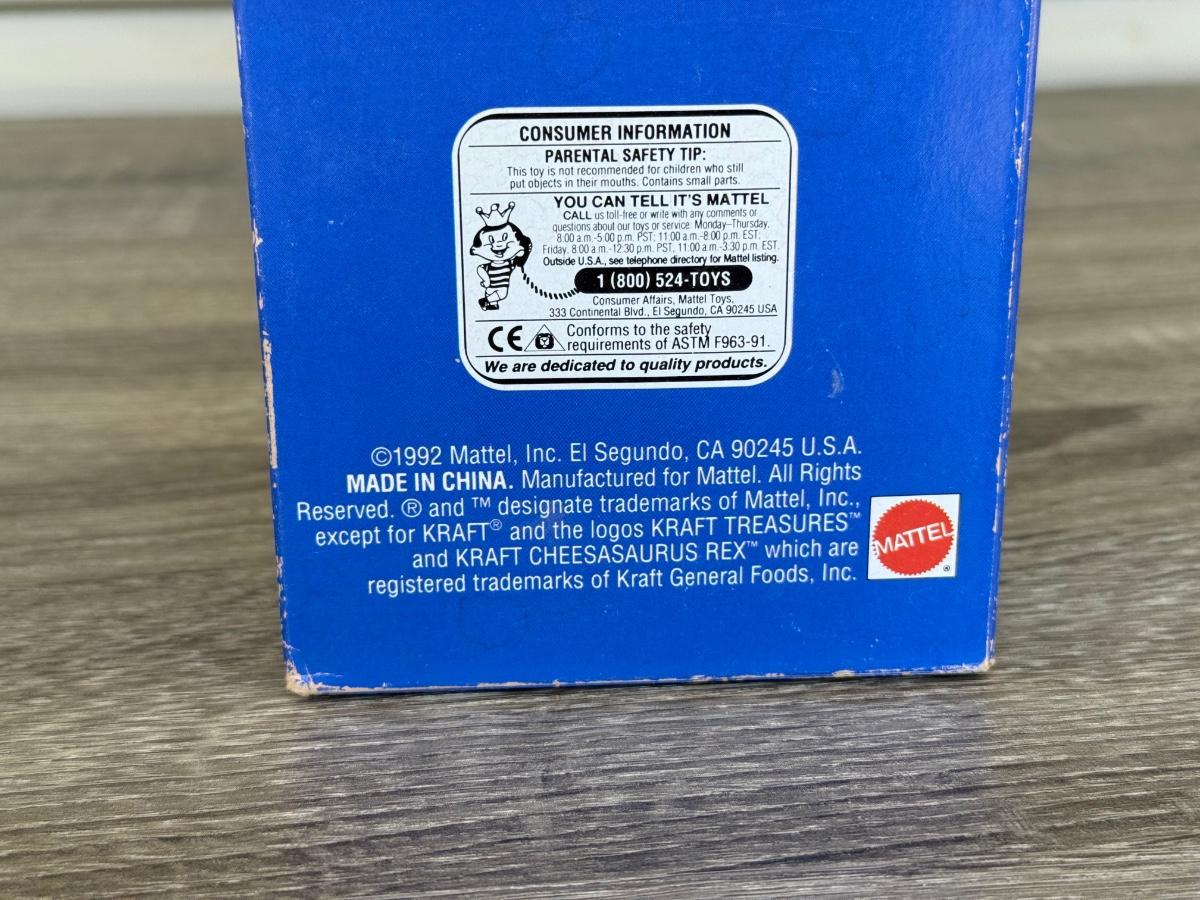 CONSUMER INFORMATION
PARENTAL SAFETY TIP:
This toy is not recommended for children who still
put objects in their mouths. Contains small parts.
YOU CAN TELL IT'S MATTEL
CALL us toll-free or write with any comments or
questions about our toys or service: Monday–Thursday,
8:00 a.m.-5:00 p.m. PST; 11:00 a.m.-8:00 p.m. EST;
Friday, 8:00 a.m.-12:30 p.m. PST, 11:00 a.m.-3:30 p.m. EST.
Outside U.S.A., see telephone directory for Mattel listing.
1 (800) 524-TOYS
Consumer Affairs, Mattel Toys,
333 Continental Blvd., El Segundo, CA 90245 USA
CE Conforms to the safety
requirements of ASTM F963-91.
We are dedicated to quality products.
©1992 Mattel, Inc. El Segundo, CA 90245 U.S.A.
MADE IN CHINA. Manufactured for Mattel. All Rights
Reserved. ® and ™ designate trademarks of Mattel, Inc.,
except for KRAFT® and the logos KRAFT TREASURES™
and KRAFT CHEESASAURUS REX™ which are
registered trademarks of Kraft General Foods, Inc.
MATTEL®